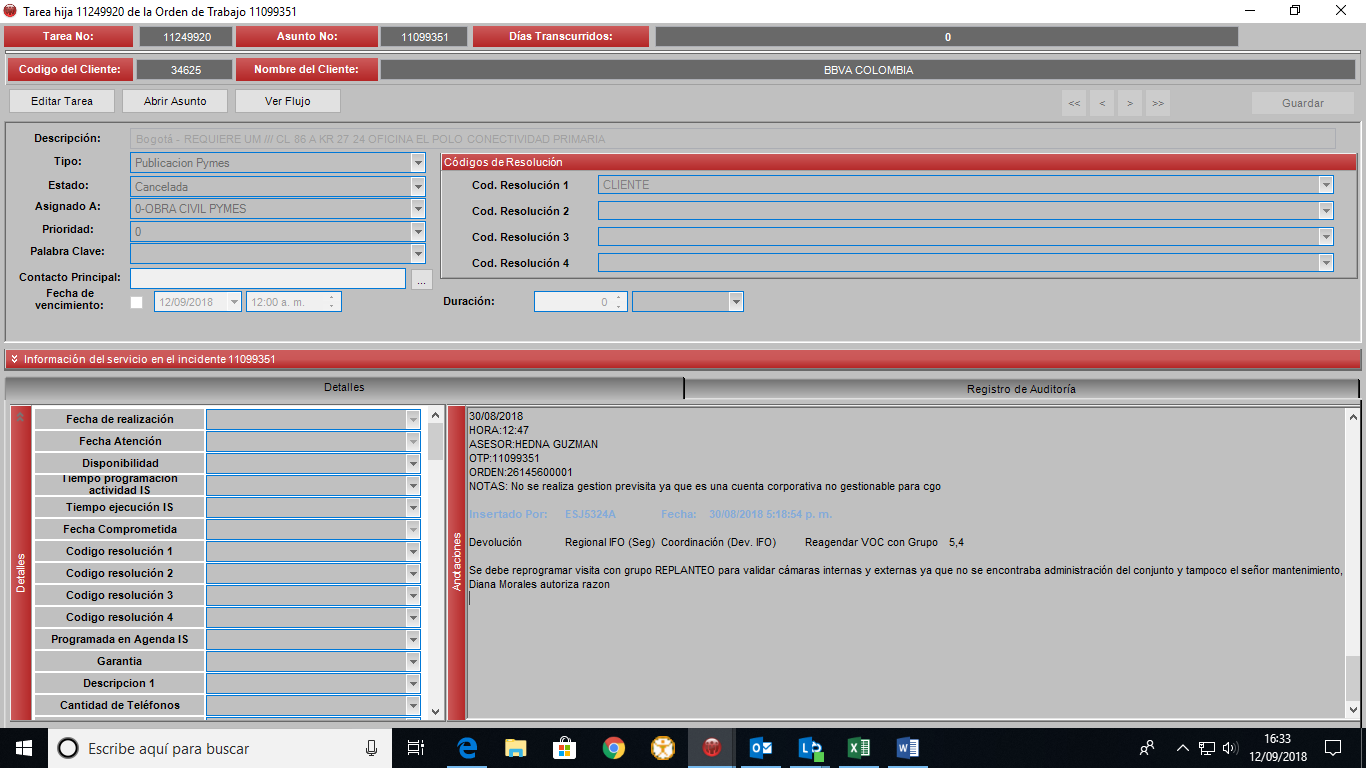 Tarea hija 11249920 de la Orden de Trabajo 11099351
Tarea No: 11249920 Asunto No: 11099351 Días Transcurridos: 0
Codigo del Cliente: 34625 Nombre del Cliente: BBVA COLOMBIA
Editar Tarea Abrir Asunto Ver Flujo << < > >> Guardar
Descripción: Bogotá - REQUIERE UM /// CL 86 A KR 27 24 OFICINA EL POLO CONECTIVIDAD PRIMARIA
Tipo: Publicacion Pymes
Estado: Cancelada
Asignado A: 0-OBRA CIVIL PYMES
Prioridad: 0
Palabra Clave:
Contacto Principal: ...
Fecha de
vencimiento: 12/09/2018 12:00 a. m.
Códigos de Resolución
Cod. Resolución 1 CLIENTE
Cod. Resolución 2
Cod. Resolución 3
Cod. Resolución 4
Duración: 0
Información del servicio en el incidente 11099351
Detalles Registro de Auditoría
Detalles
Fecha de realización
Fecha Atención
Disponibilidad
Tiempo programación
actividad IS
Tiempo ejecución IS
Fecha Comprometida
Codigo resolución 1
Codigo resolución 2
Codigo resolución 3
Codigo resolución 4
Programada en Agenda IS
Garantia
Descripcion 1
Cantidad de Teléfonos
Anotaciones
30/08/2018
HORA:12:47
ASESOR:HEDNA GUZMAN
OTP:11099351
ORDEN:26145600001
NOTAS: No se realiza gestion previsita ya que es una cuenta corporativa no gestionable para cgo
Insertado Por: ESJ5324A Fecha: 30/08/2018 5:18:54 p. m.
Devolución Regional IFO (Seg) Coordinación (Dev. IFO) Reagendar VOC con Grupo 5,4
Se debe reprogramar visita con grupo REPLANTEO para validar cámaras internas y externas ya que no se encontraba administración del conjunto y tampoco el señor mantenimiento,
Diana Morales autoriza razon
Escribe aquí para buscar
16:33
12/09/2018